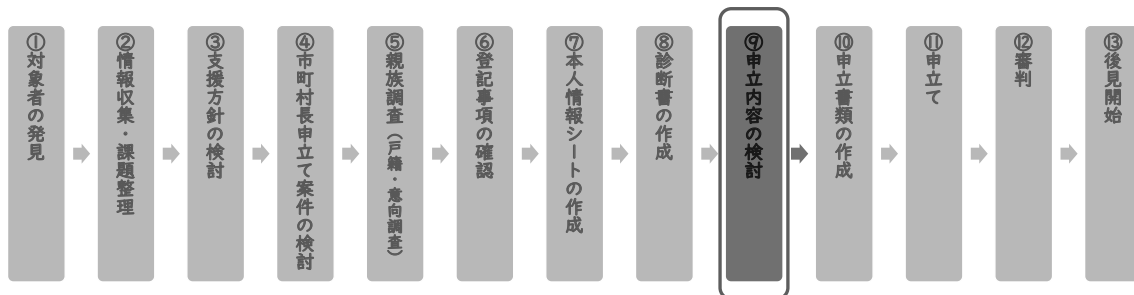 ①対象者の発見
②情報収集・課題整理
③支援方針の検討
④市町村長申立て案件の検討
⑤親族調査（戸籍・意向調査）
⑥登記事項の確認
⑦本人情報シートの作成
⑧診断書の作成
⑨申立内容の検討
⑩申立書類の作成
⑪申立て
⑫審判
⑬後見開始